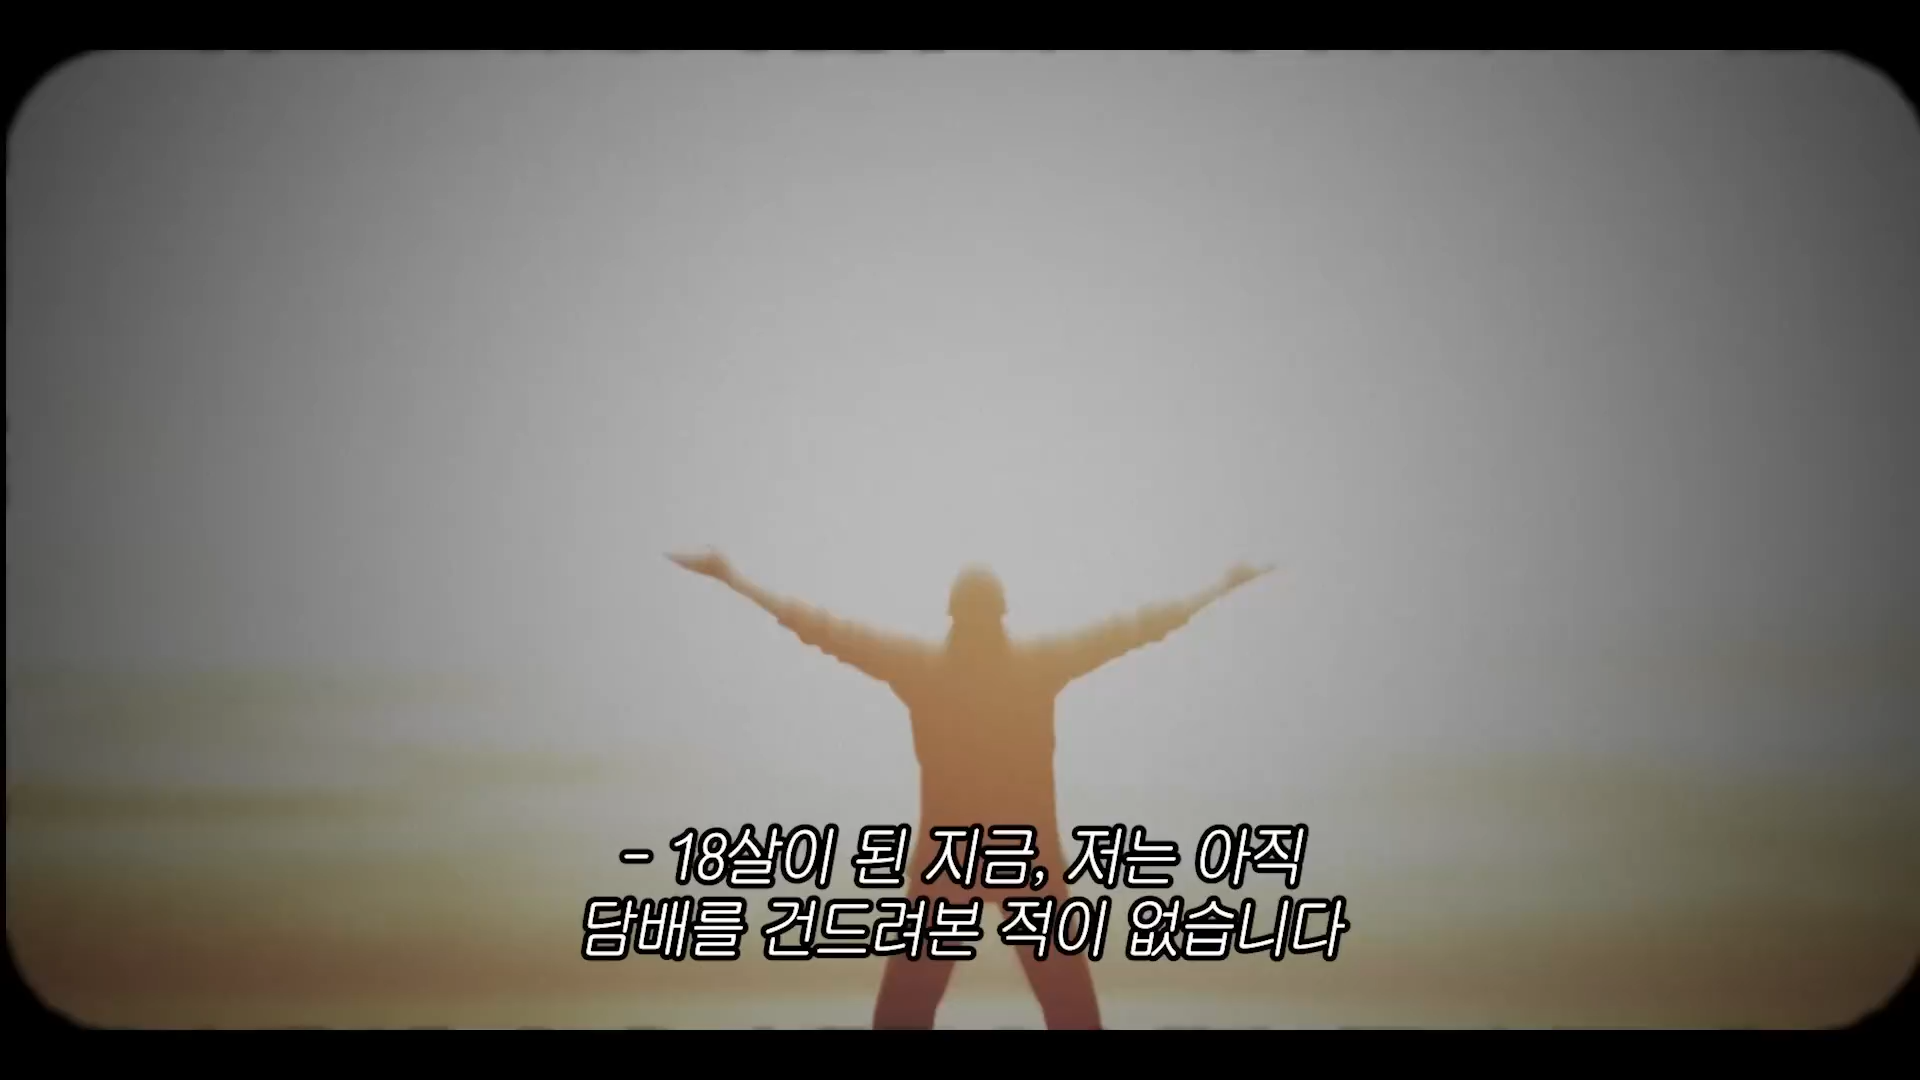 - 18살이 된 지금, 저는 아직
담배를 건드려본 적이 없습니다